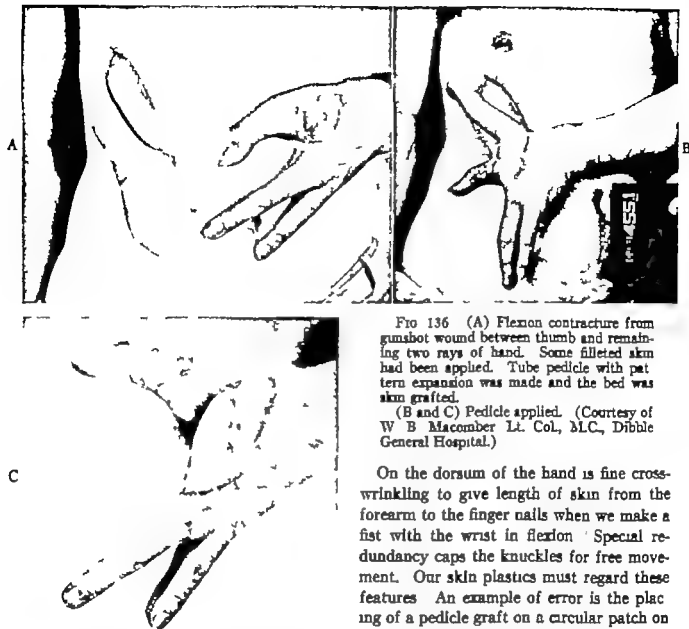 A
B
FIG 136 (A) Flexion contracture from
gunshot wound between thumb and remain-
ing two rays of hand. Some filleted skin
had been applied. Tube pedicle with pat
tern expansion was made and the bed was
skin grafted.
(B and C) Pedicle applied. (Courtesy of
W B Macomber Lt. Col., M.C., Dibble
General Hospital.)
C
On the dorsum of the hand is fine cross-
wrinkling to give length of skin from the
forearm to the finger nails when we make a
fist with the wrist in flexion Special re-
dundancy caps the knuckles for free move-
ment. Our skin plastics must regard these
features An example of error is the plac
ing of a pedicle graft on a circular patch on